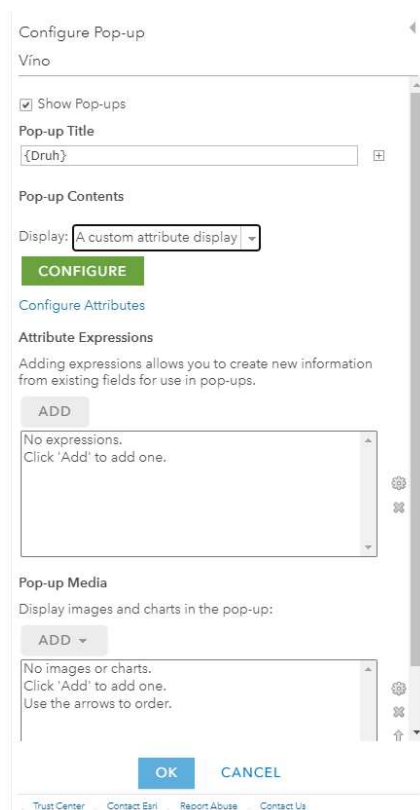 Configure Pop-up
Víno
Show Pop-ups
Pop-up Title
{Druh}
Pop-up Contents
Display: A custom attribute display
CONFIGURE
Configure Attributes
Attribute Expressions
Adding expressions allows you to create new information
from existing fields for use in pop-ups.
ADD
No expressions.
Click 'Add' to add one.
Pop-up Media
Display images and charts in the pop-up:
ADD
No images or charts.
Click 'Add' to add one.
Use the arrows to order.
OK CANCEL
Trust Center Contact Esri Report Abuse Contact Us